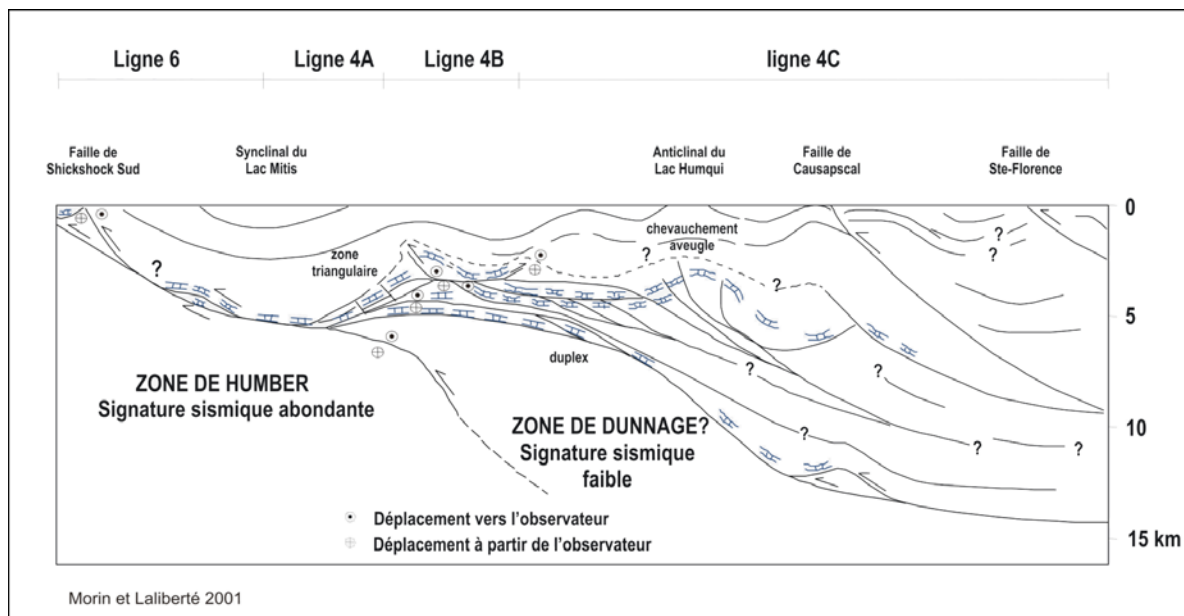 Ligne 6 Ligne 4A Ligne 4B ligne 4C
Faille de Shickshock Sud
Synclinal du Lac Mitis
Anticlinal du Lac Humqui
Faille de Causapscal
Faille de Ste-Florence
0
chevauchement
aveugle
zone
triangulaire
?
?
?
?
?
?
5
duplex
?
?
ZONE DE HUMBER
Signature sismique abondante
ZONE DE DUNNAGE?
Signature sismique
faible
?
?
?
10
Déplacement vers l'observateur
Déplacement à partir de l'observateur
15 km
Morin et Laliberté 2001